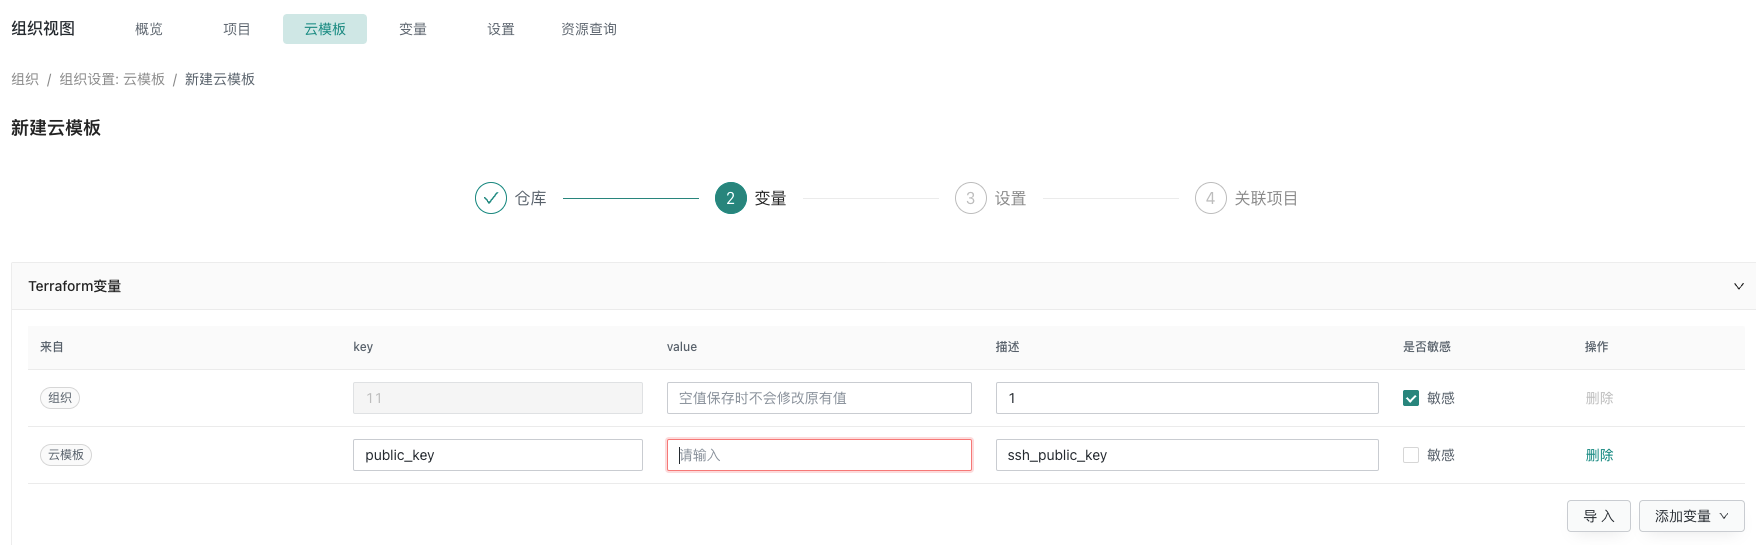 组织视图 概览 项目 云模板 变量 设置 资源查询
组织 / 组织设置: 云模板 / 新建云模板
新建云模板
仓库 2 变量 3 设置 4 关联项目
Terraform变量
来自 key value 描述 是否敏感 操作
组织 11 空值保存时不会修改原有值 1 敏感 删除
云模板 public_key 请输入 ssh_public_key 敏感 删除
导 入 添加变量